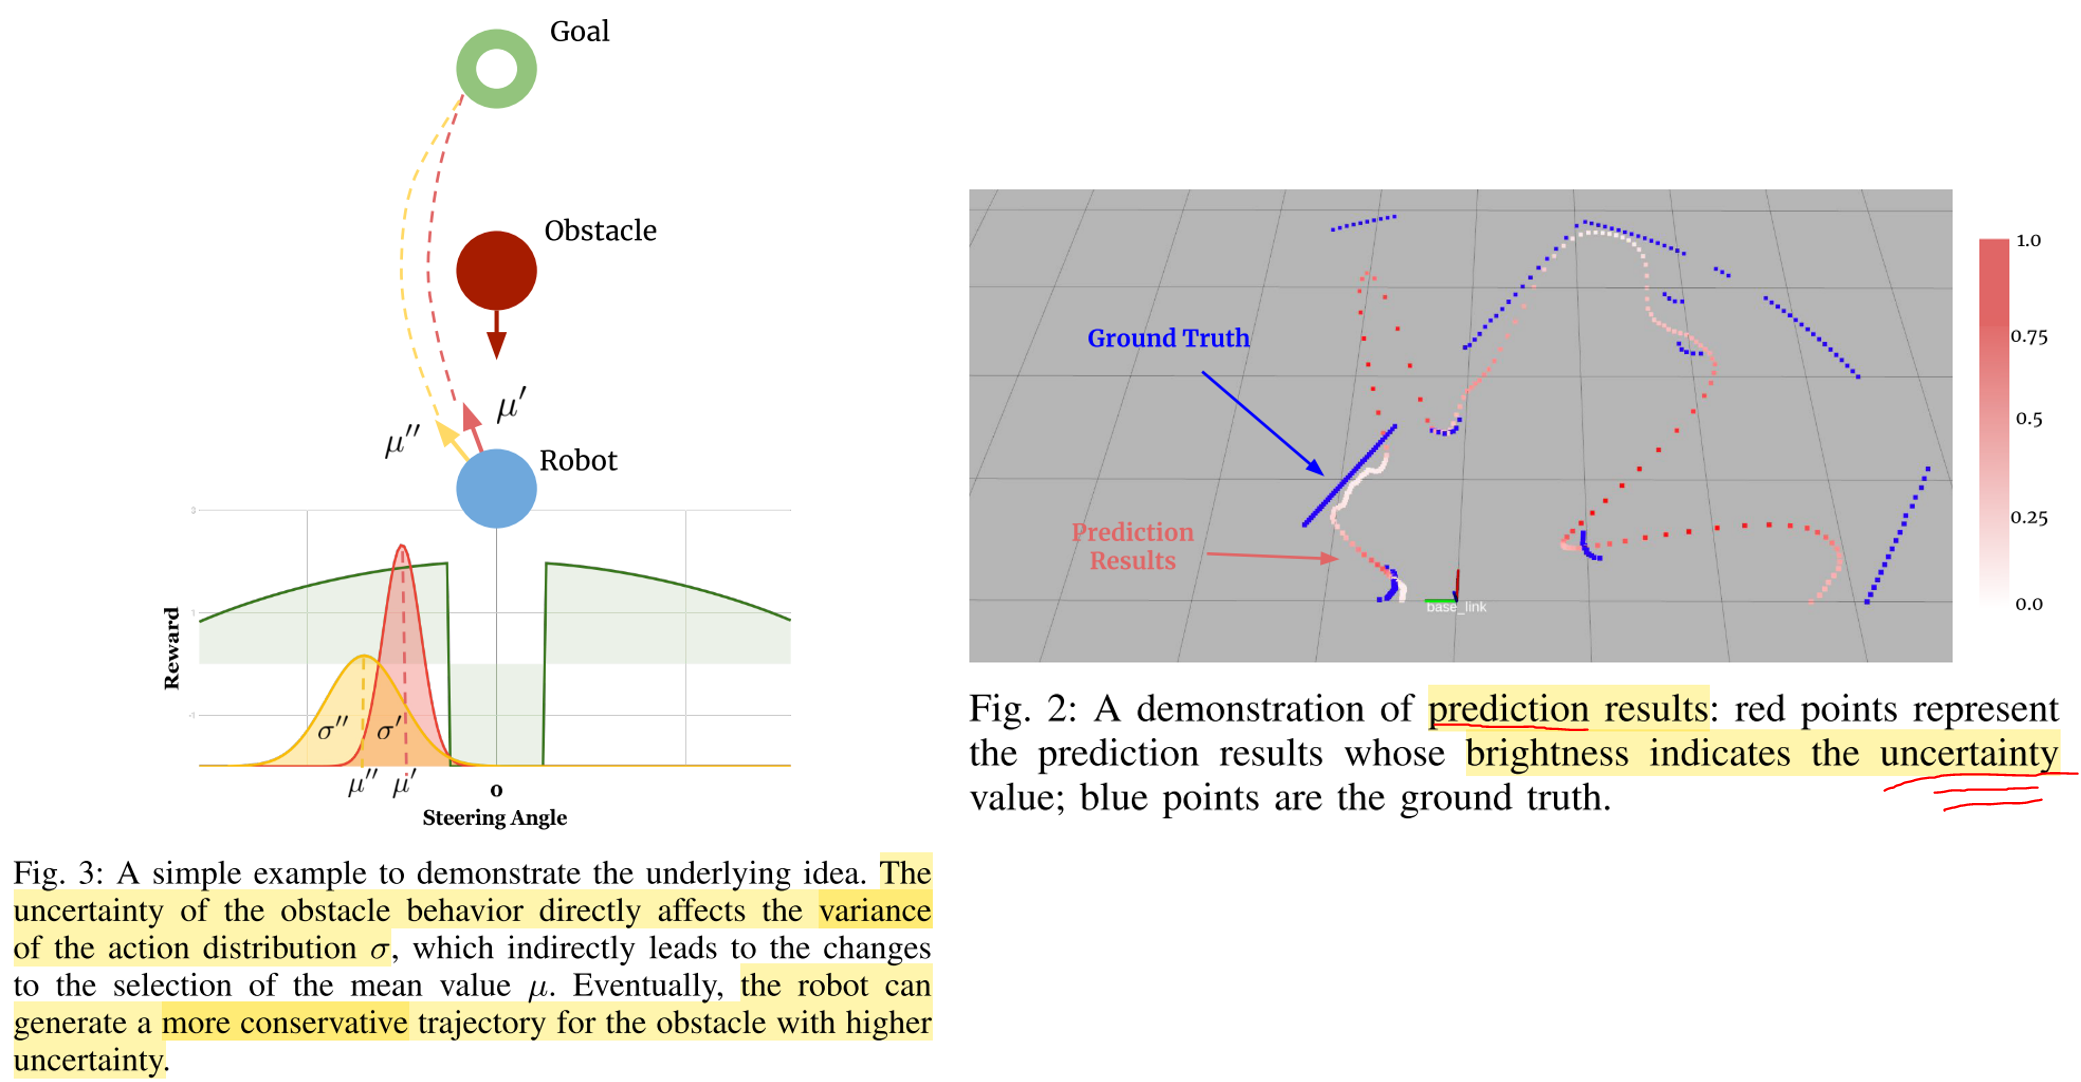 Goal
Obstacle
μ′
μ″
Robot
3
1
-1
Reward
σ″
σ′
μ″ μ′
0
Steering Angle
Fig. 3: A simple example to demonstrate the underlying idea. The
uncertainty of the obstacle behavior directly affects the variance
of the action distribution σ, which indirectly leads to the changes
to the selection of the mean value μ. Eventually, the robot can
generate a more conservative trajectory for the obstacle with higher
uncertainty.
Ground Truth
Prediction
Results
base_link
1.0
0.75
0.5
0.25
0.0
Fig. 2: A demonstration of prediction results: red points represent
the prediction results whose brightness indicates the uncertainty
value; blue points are the ground truth.